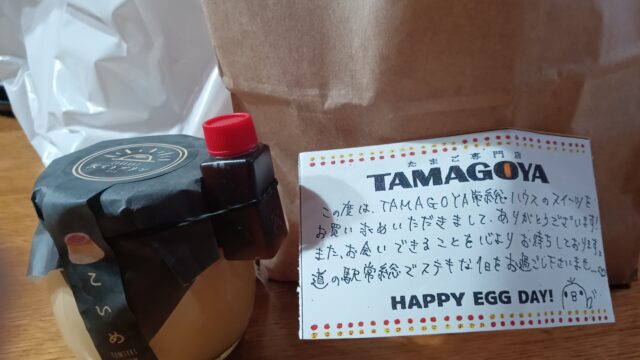 たまご専門店
TAMAGOYA
この度は、TAMAGOYA常総ハウスのスイーツを
お買い求めいただきまして、ありがとうございます!
また、お会いできることを心よりお待ちしております。
道の駅常総でステキな1日をお過ごし下さいませ
HAPPY EGG DAY!
ていめ